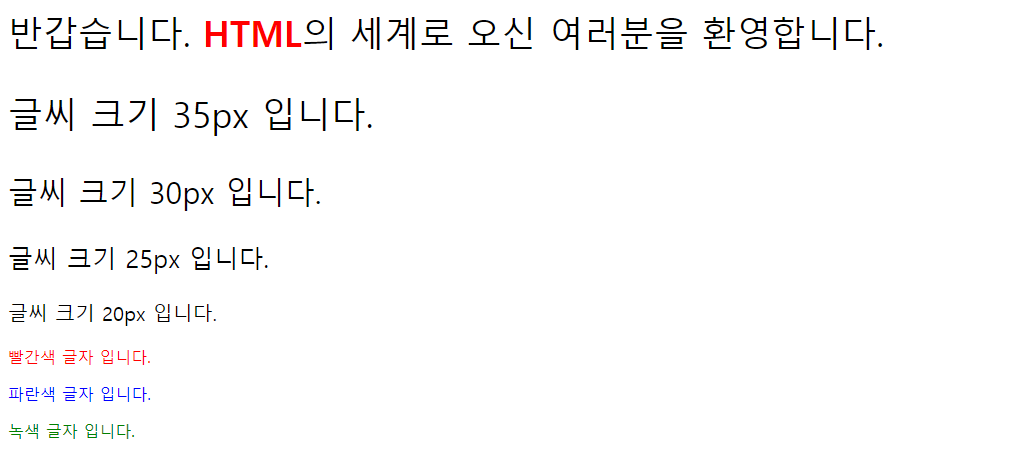 반갑습니다. HTML의 세계로 오신 여러분을 환영합니다.
글씨 크기 35px 입니다.
글씨 크기 30px 입니다.
글씨 크기 25px 입니다.
글씨 크기 20px 입니다.
빨간색 글자 입니다.
파란색 글자 입니다.
녹색 글자 입니다.